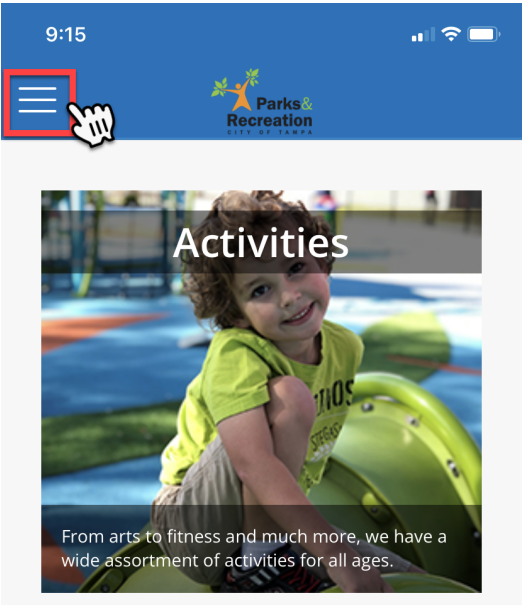 9:15
Parks&
Recreation
CITY OF TAMPA
Activities
From arts to fitness and much more, we have a
wide assortment of activities for all ages.